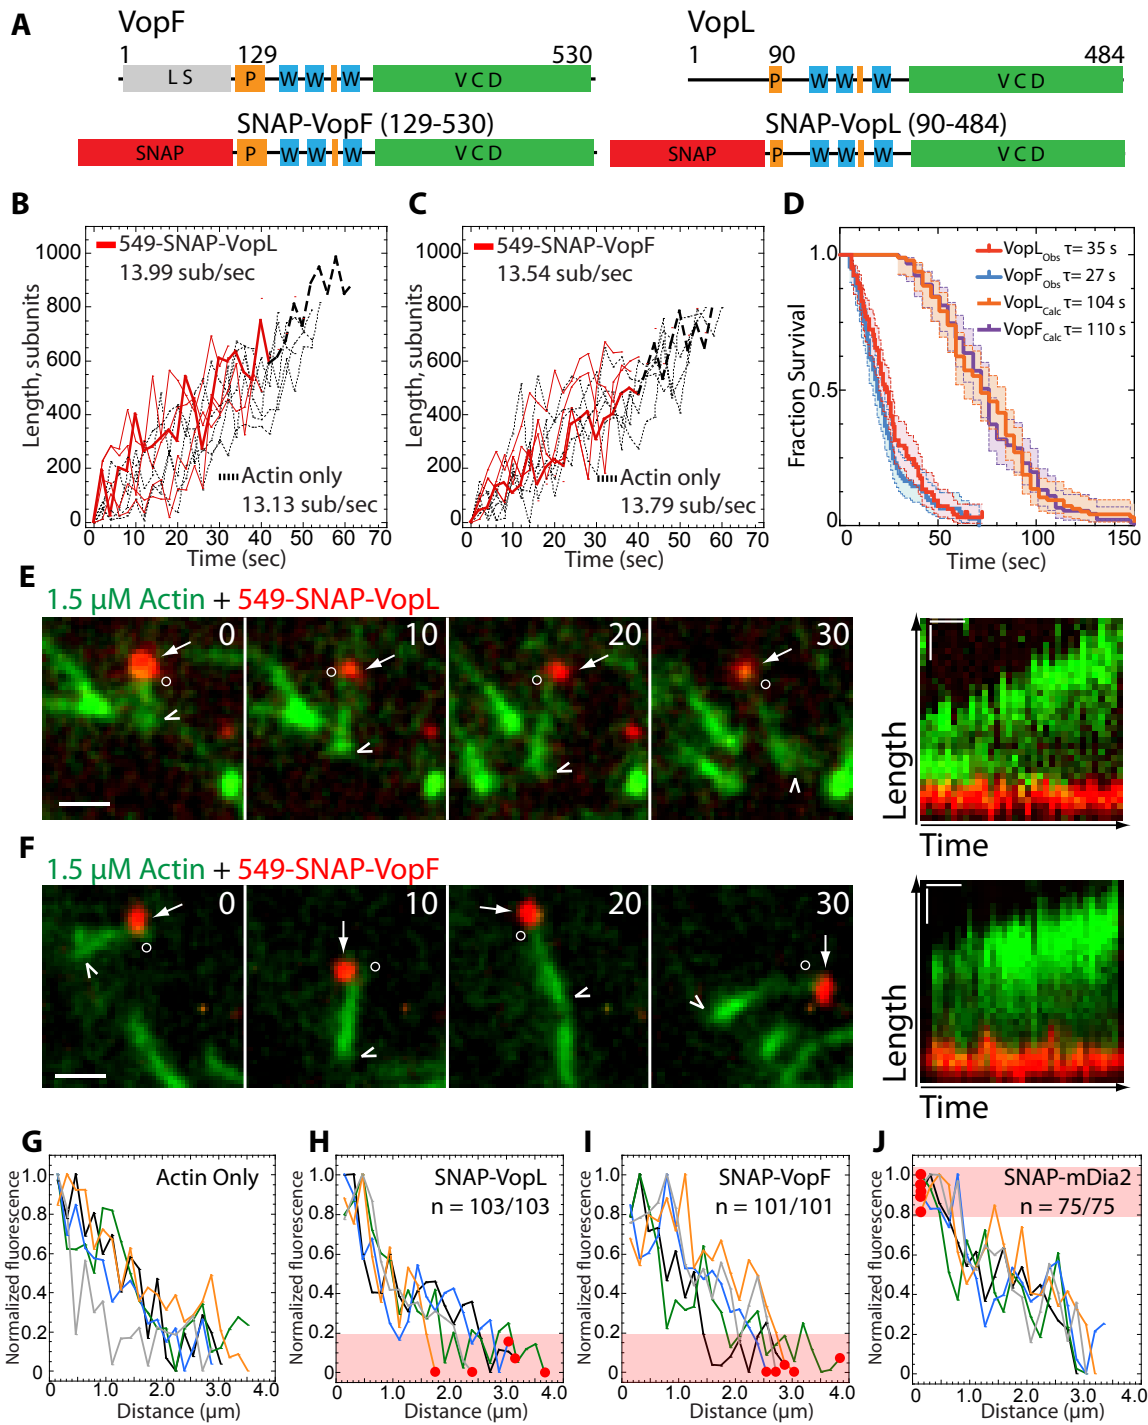 A
VopF
VopL
1 129 530
1 90 484
L S P W W W V C D
P W W W V C D
SNAP-VopF (129-530)
SNAP-VopL (90-484)
SNAP P W W W V C D
SNAP P W W W V C D
B
549-SNAP-VopL
13.99 sub/sec
Actin only
13.13 sub/sec
Length, subunits
1000
800
600
400
200
0
0 10 20 30 40 50 60 70
Time (sec)
C
549-SNAP-VopF
13.54 sub/sec
Actin only
13.79 sub/sec
Length, subunits
1000
800
600
400
200
0
0 10 20 30 40 50 60 70
Time (sec)
D
VopLObs τ= 35 s
VopFObs τ= 27 s
VopLCalc τ= 104 s
VopFCalc τ= 110 s
Fraction Survival
1.0
0.5
0
0 50 100 150
Time (sec)
E
1.5 μM Actin + 549-SNAP-VopL
0 10 20 30
Length
Time
F
1.5 μM Actin + 549-SNAP-VopF
0 10 20 30
Length
Time
G
Actin Only
Normalized fluorescence
1.0
0.8
0.6
0.4
0.2
0
0 1.0 2.0 3.0 4.0
Distance (μm)
H
SNAP-VopL
n = 103/103
Normalized fluorescence
1.0
0.8
0.6
0.4
0.2
0
0 1.0 2.0 3.0 4.0
Distance (μm)
I
SNAP-VopF
n = 101/101
Normalized fluorescence
1.0
0.8
0.6
0.4
0.2
0
0 1.0 2.0 3.0 4.0
Distance (μm)
J
SNAP-mDia2
n = 75/75
Normalized fluorescence
1.0
0.8
0.6
0.4
0.2
0
0 1.0 2.0 3.0 4.0
Distance (μm)